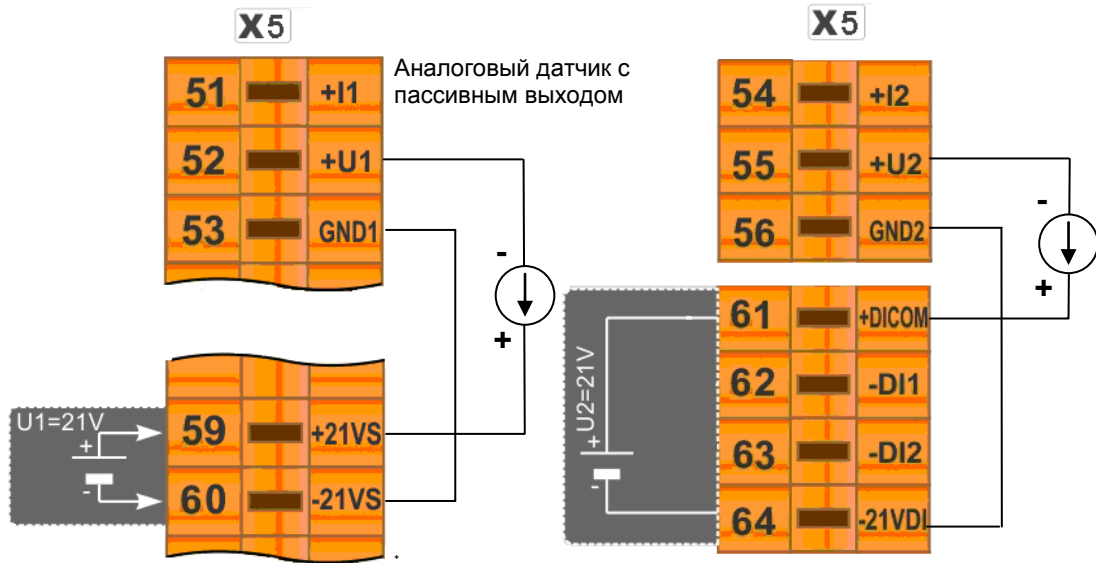 X5
51 +I1
Аналоговый датчик с
пассивным выходом
52 +U1
53 GND1
-
+
U1=21V
+
-
59 +21VS
60 -21VS
X5
54 +I2
55 +U2
56 GND2
-
+
U2=21V
+
-
61 +DICOM
62 -DI1
63 -DI2
64 -21VDI